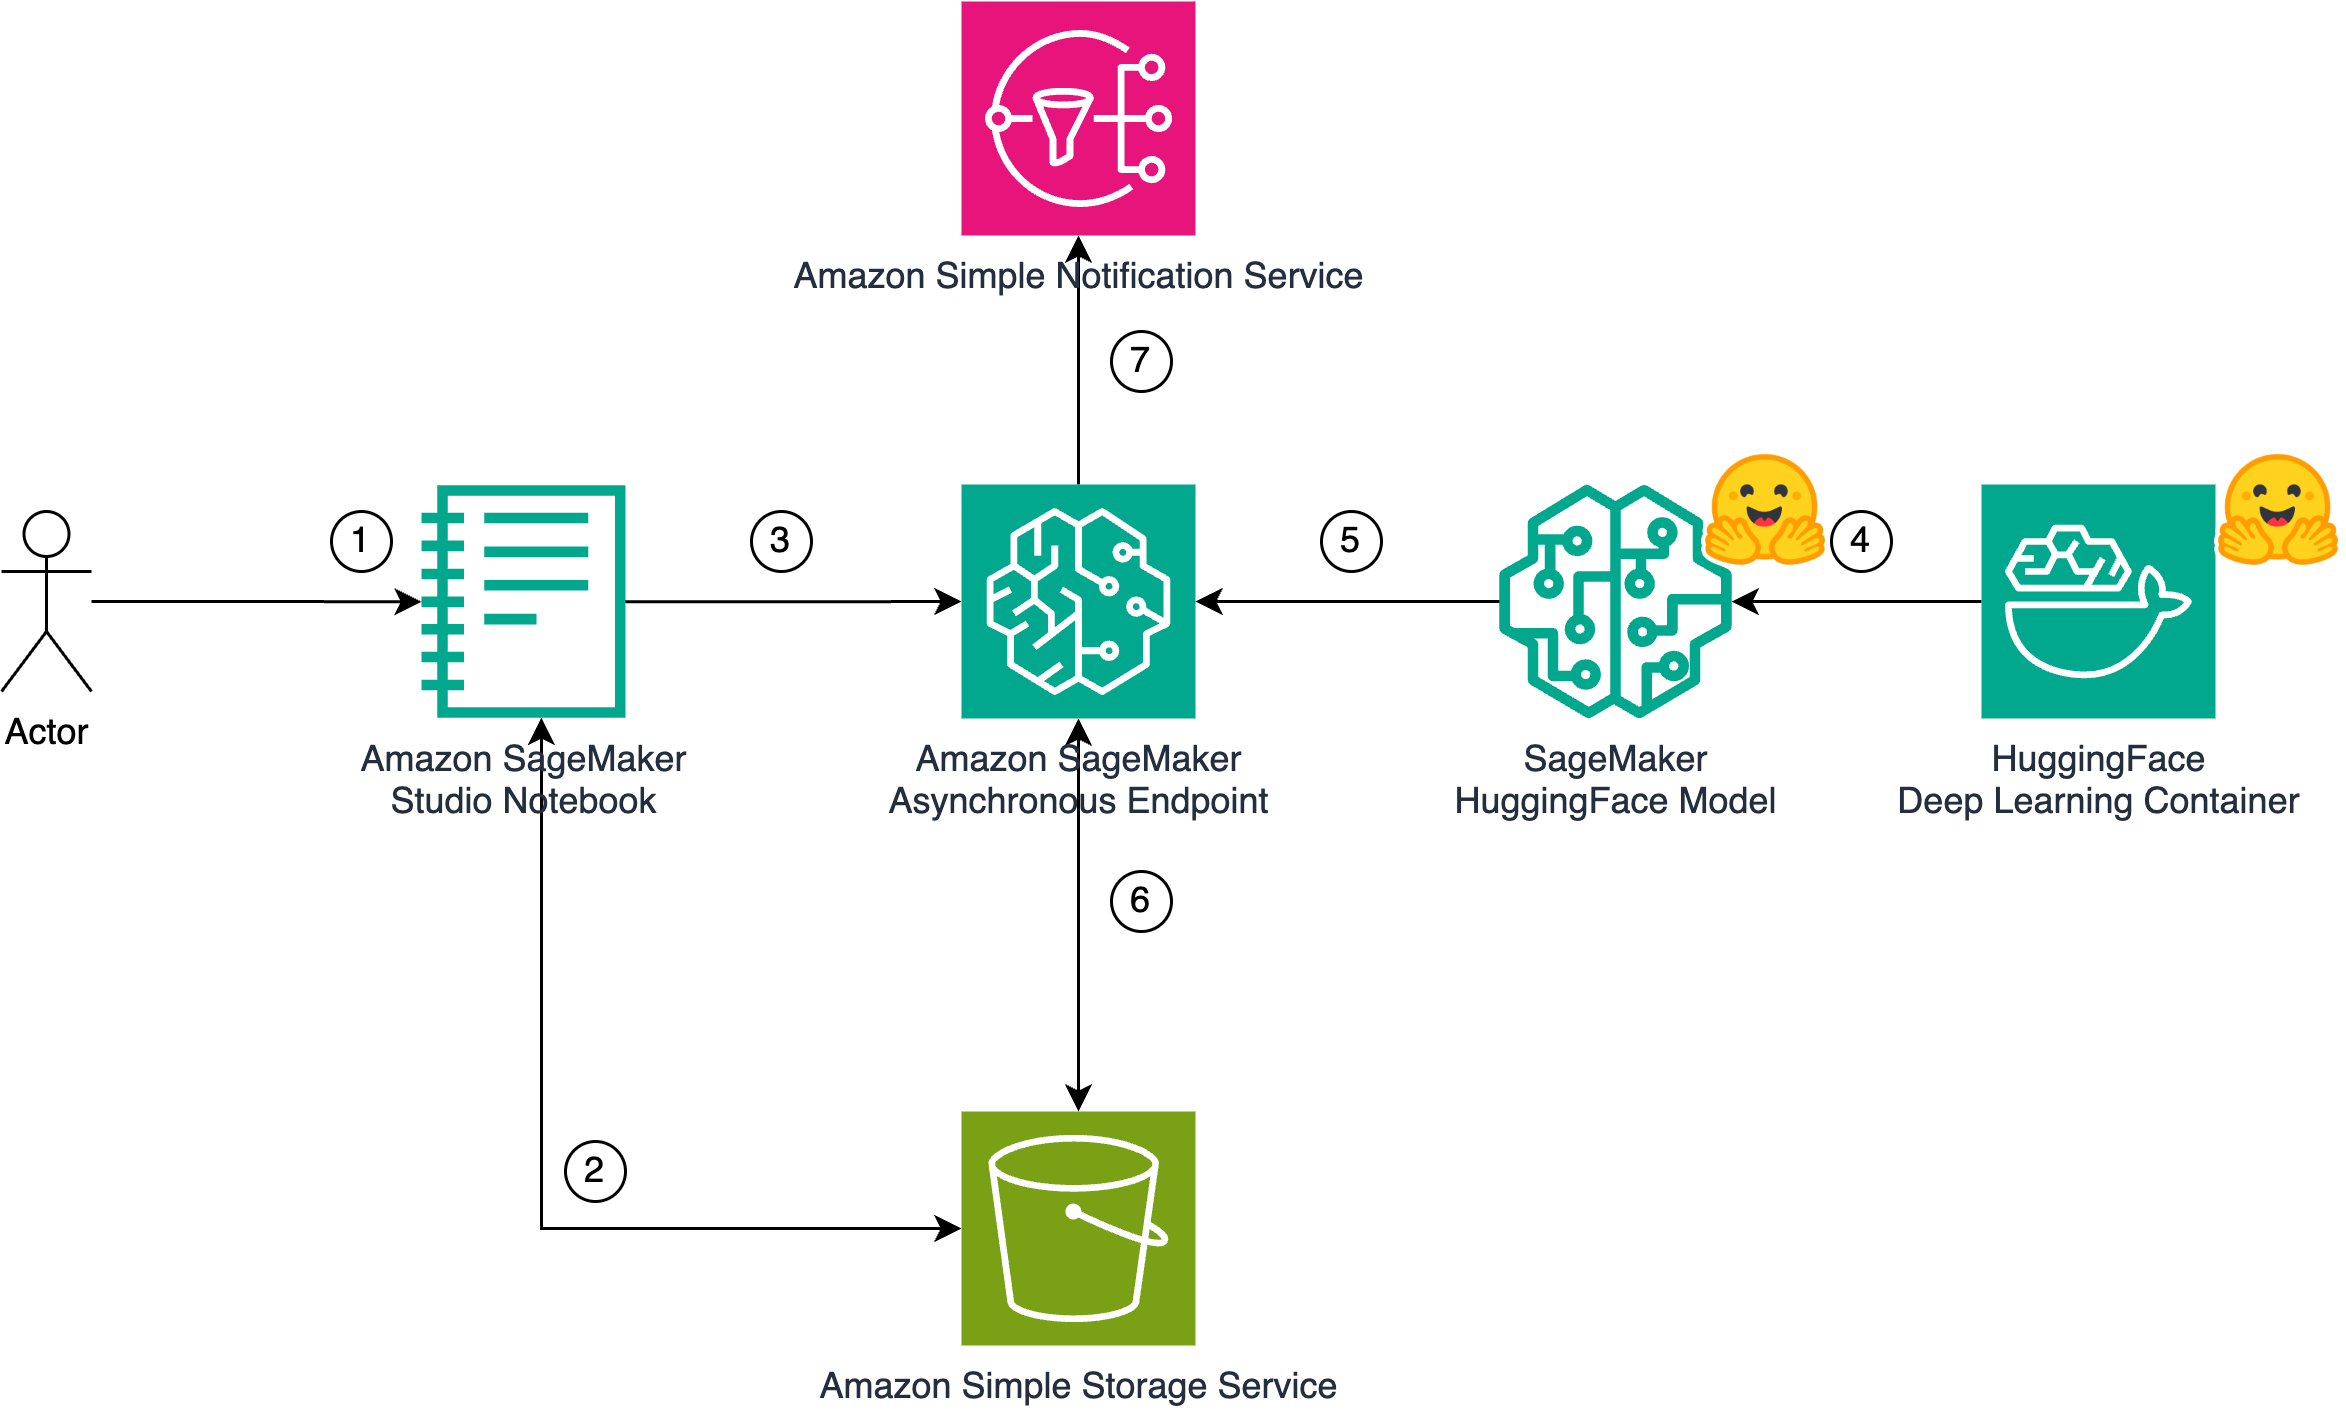 Amazon Simple Notification Service
7
1
3
5
4
Actor
Amazon SageMaker
Studio Notebook
Amazon SageMaker
Asynchronous Endpoint
SageMaker
HuggingFace Model
HuggingFace
Deep Learning Container
6
2
Amazon Simple Storage Service